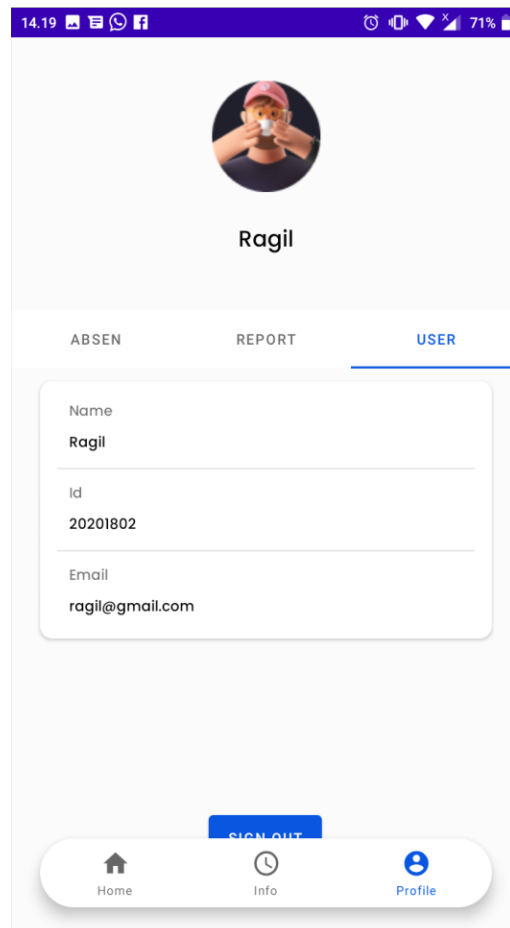 14.19 71%
Ragil
ABSEN REPORT USER
Name
Ragil
Id
20201802
Email
ragil@gmail.com
SIGN OUT
Home Info Profile